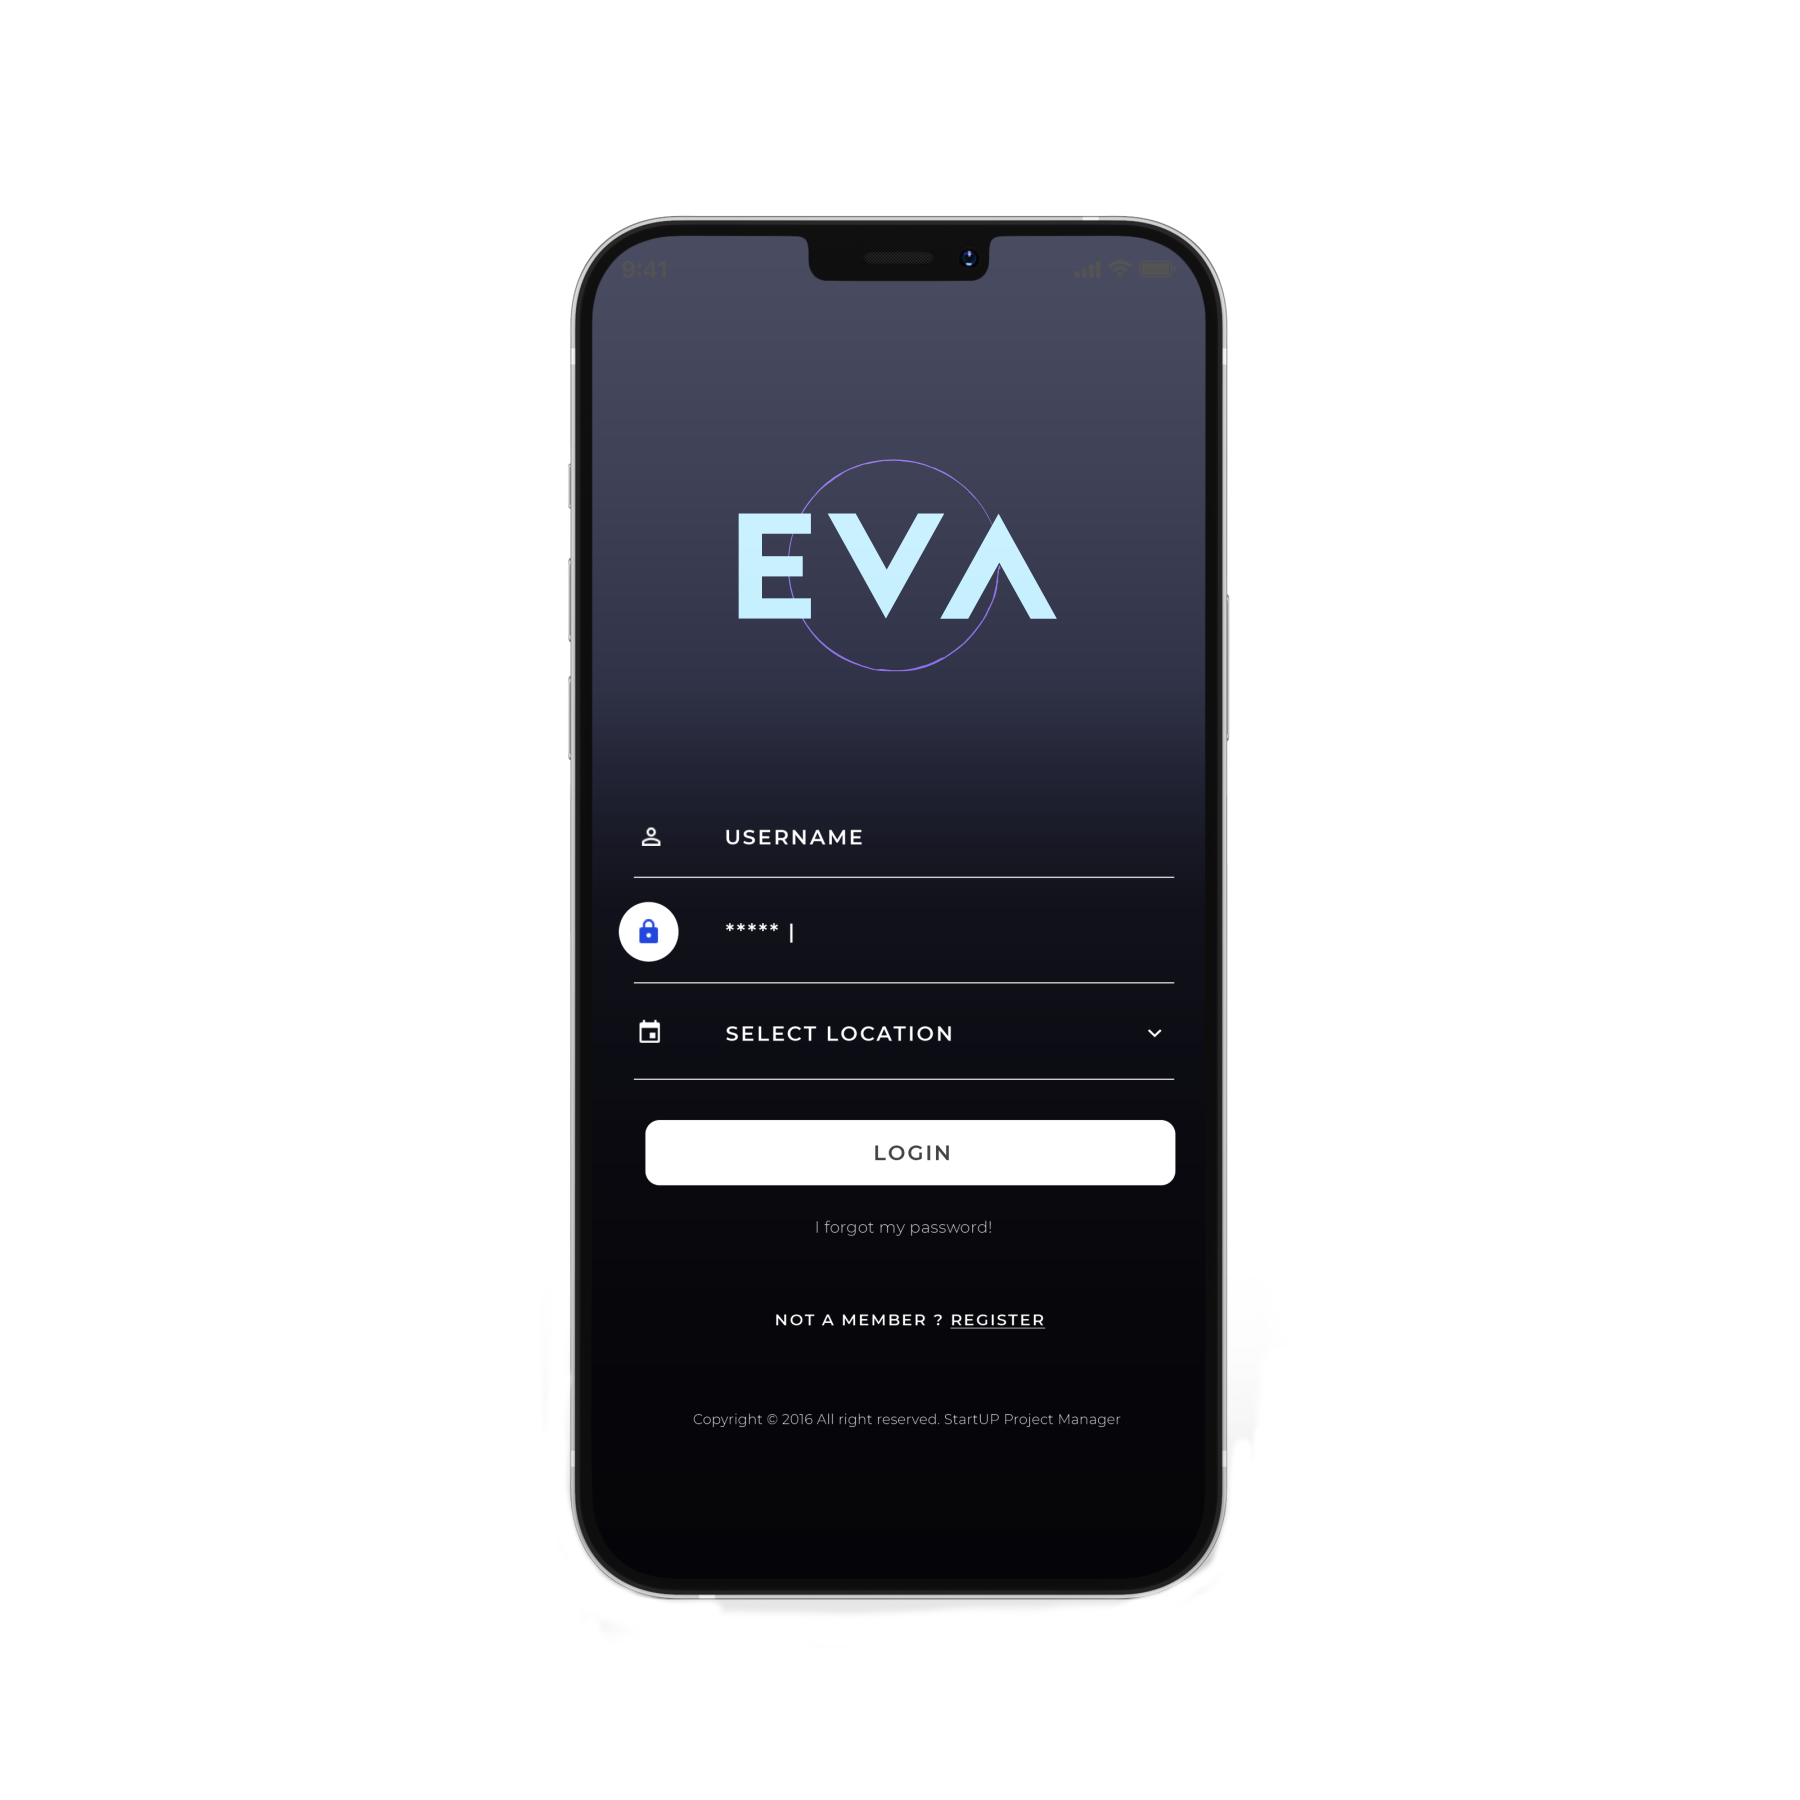 9:41
EVA
USERNAME
***** |
SELECT LOCATION
LOGIN
I forgot my password!
NOT A MEMBER ? REGISTER
Copyright © 2016 All right reserved. StartUP Project Manager